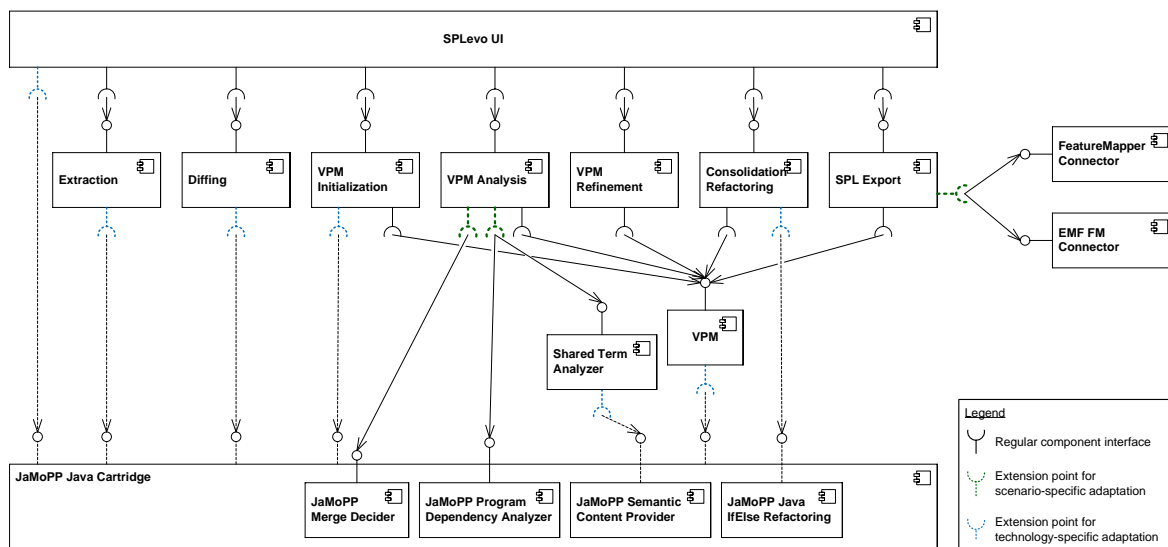 SPLevo UI
Extraction
Diffing
VPM
Initialization
VPM Analysis
VPM
Refinement
Consolidation
Refactoring
SPL Export
FeatureMapper
Connector
EMF FM
Connector
Shared Term
Analyzer
VPM
JaMoPP Java Cartridge
JaMoPP
Merge Decider
JaMoPP Program
Dependency Analyzer
JaMoPP Semantic
Content Provider
JaMoPP Java
IfElse Refactoring
Legend
Regular component interface
Extension point for
scenario-specific adaptation
Extension point for
technology-specific adaptation